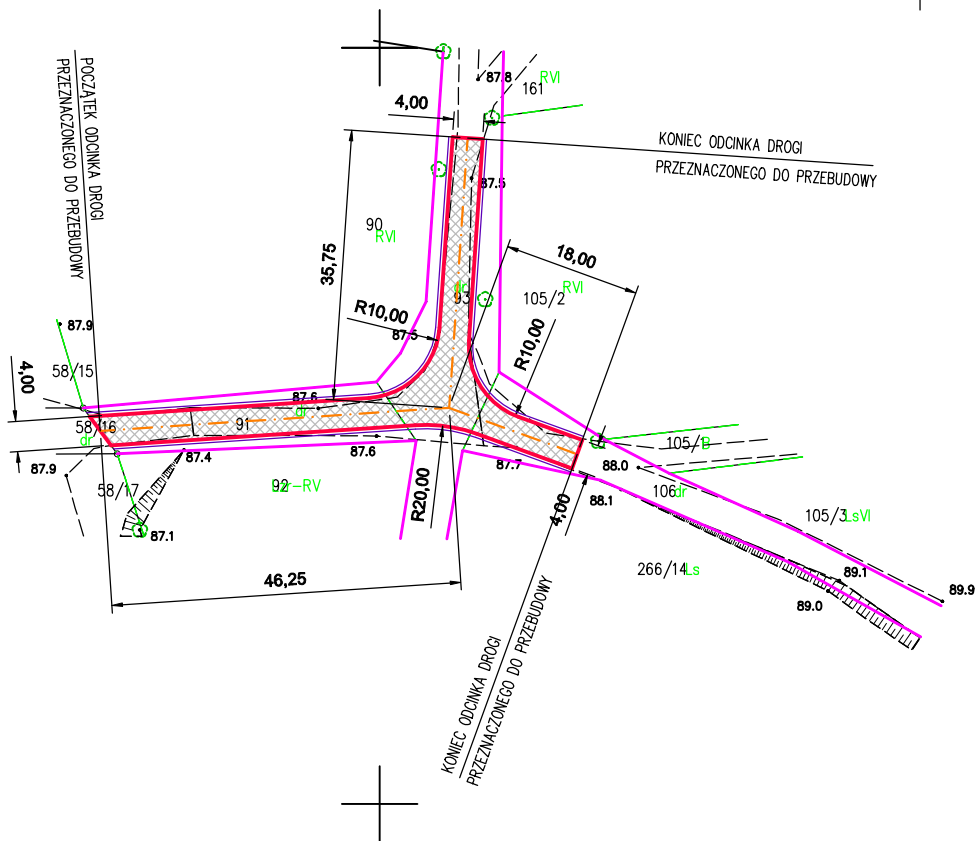 87.8
RVI
161
4,00
KONIEC ODCINKA DROGI
PRZEZNACZONEGO DO PRZEBUDOWY
87.5
POCZĄTEK ODCINKA DROGI
PRZEZNACZONEGO DO PRZEBUDOWY
90
RVI
35,75
18,00
93
105/2
RVI
R10,00
87.5
R10,00
87.9
58/15
4,00
87.6
dr
58/16
dr
91
87.4
87.6
87.9
58/17
92
87.1
R20,00
87.7
88.0
105/1
B
106
dr
88.1
4,00
105/3
LsVI
266/14
Ls
89.1
89.0
89.9
46,25
KONIEC ODCINKA DROGI
PRZEZNACZONEGO DO PRZEBUDOWY